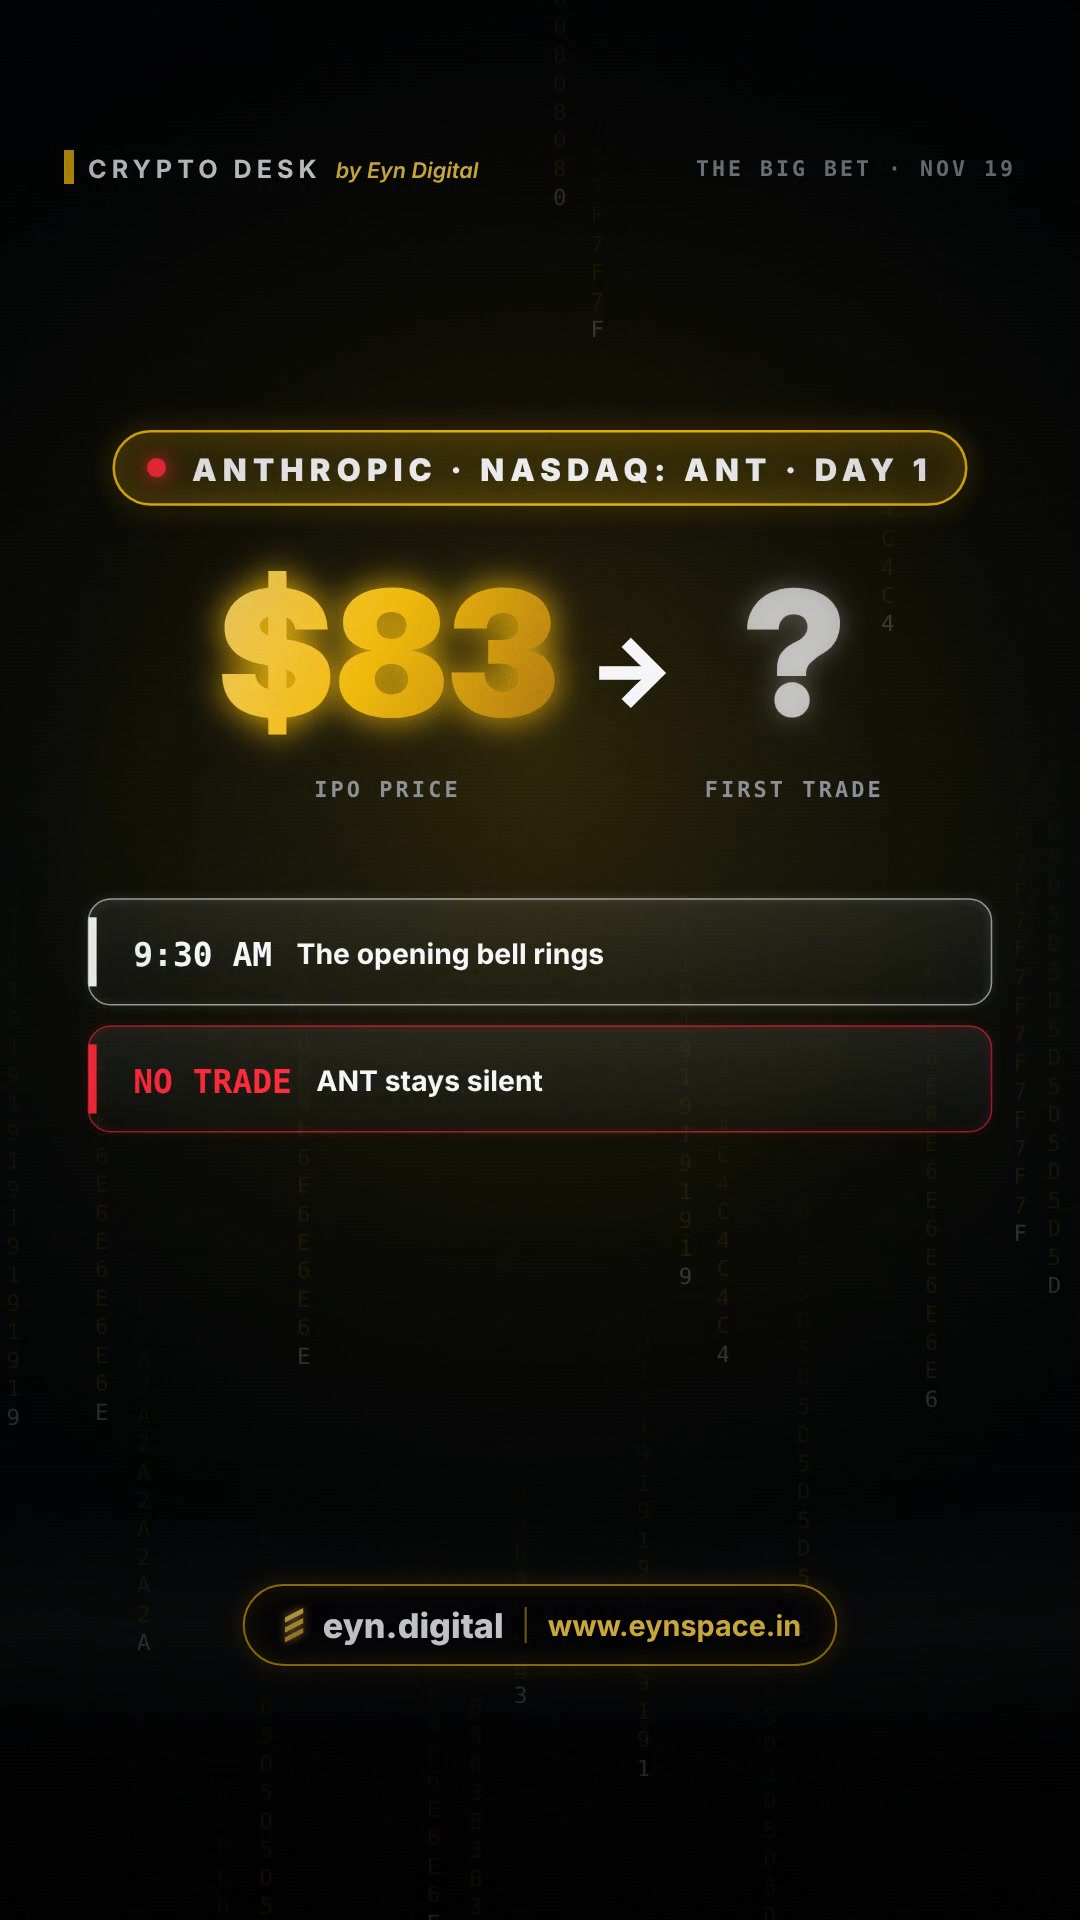 CRYPTO DESK by Eyn Digital
THE BIG BET · NOV 19
ANTHROPIC · NASDAQ: ANT · DAY 1
$83 → ?
IPO PRICE
FIRST TRADE
9:30 AM The opening bell rings
NO TRADE ANT stays silent
eyn.digital | www.eynspace.in